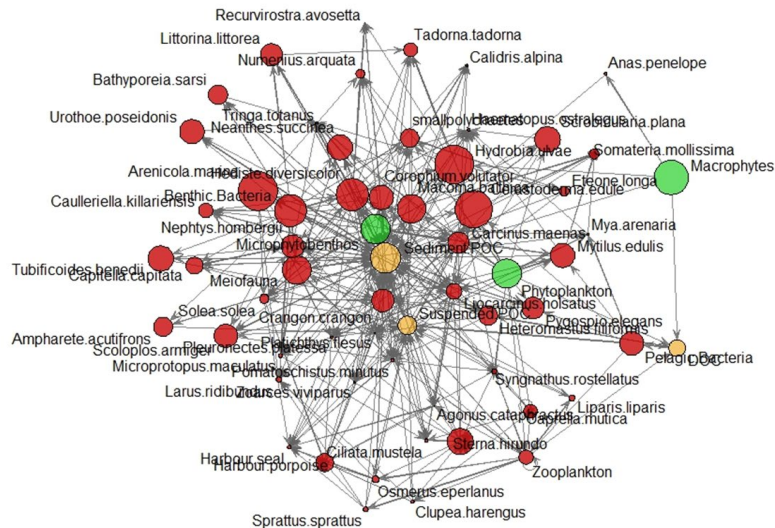 Recurvirostra.avosetta
Littorina.littorea
Tadorna.tadorna
Numenius.arquata
Calidris.alpina
Anas.penelope
Bathyporeia.sarsi
Urothoe.poseidonis
Tringa.totanus
Neanthes.succinea
smallpolychaetes
Haematopus.ostralegus
Scrobicularia.plana
Hydrobia.ulvae
Somateria.mollissima
Macrophytes
Arenicola.marina
Hediste.diversicolor
Corophium.volutator
Eteone.longa
Benthic.Bacteria
Macoma.balthica
Cerastoderma.edule
Caulleriella.killariensis
Nephtys.hombergii
Carcinus.maenas
Mya.arenaria
Microphytobenthos
Sediment.POC
Mytilus.edulis
Tubificoides.benedii
Capitella.capitata
Meiofauna
Phytoplankton
Solea.solea
Liocarcinus.holsatus
Crangon.crangon
Suspended.POC
Pygospio.elegans
Ampharete.acutifrons
Heteromastus.filiformis
Scoloplos.armiger
Pleuronectes.platessa
Platichthys.flesus
Pelagic.Bacteria
DOC
Microprotopus.maculatus
Pomatoschistus.minutus
Syngnathus.rostellatus
Larus.ridibundus
Zoarces.viviparus
Liparis.liparis
Agonus.cataphractus
Caprella.mutica
Sterna.hirundo
Harbour.seal
Ciliata.mustela
Harbour.porpoise
Zooplankton
Osmerus.eperlanus
Clupea.harengus
Sprattus.sprattus